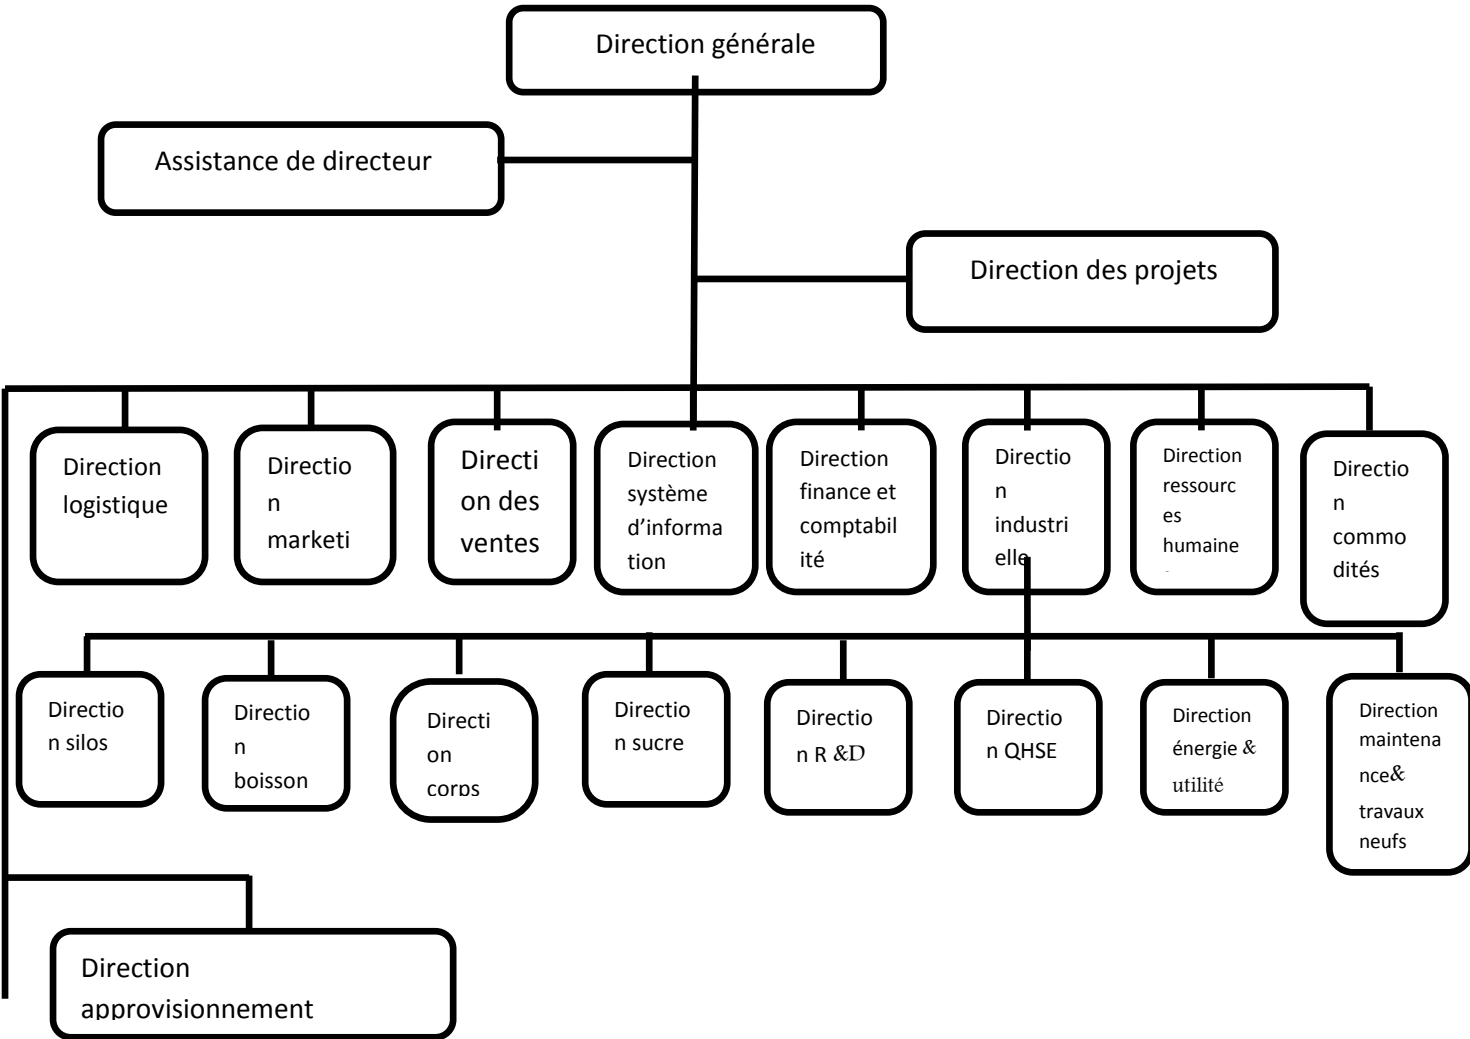 Direction générale
Assistance de directeur
Direction des projets
Direction
logistique
Directio
n
marketi
Directi
on des
ventes
Direction
système
d'informa
tion
Direction
finance et
comptabil
ité
Directio
n
industri
elle
Direction
ressourc
es
humaine
Directio
n
commo
dités
Directio
n silos
Directio
n
boisson
Directi
on
corps
Directio
n sucre
Directio
n R &D
Directio
n QHSE
Direction
énergie &
utilité
Direction
maintena
nce&
travaux
neufs
Direction
approvisionnement